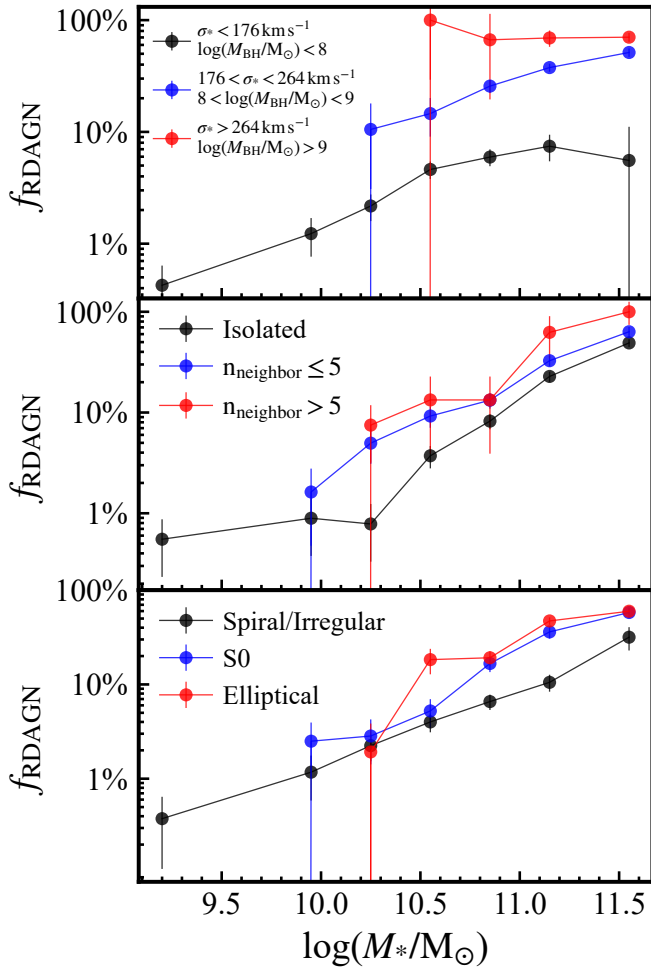 100%
10%
1%
f_RDAGN
σ* < 176 km s⁻¹
log(M_BH/M☉) < 8
176 < σ* < 264 km s⁻¹
8 < log(M_BH/M☉) < 9
σ* > 264 km s⁻¹
log(M_BH/M☉) > 9
100%
10%
1%
f_RDAGN
Isolated
n_neighbor ≤ 5
n_neighbor > 5
100%
10%
1%
f_RDAGN
Spiral/Irregular
S0
Elliptical
9.5 10.0 10.5 11.0 11.5
log(M*/M☉)